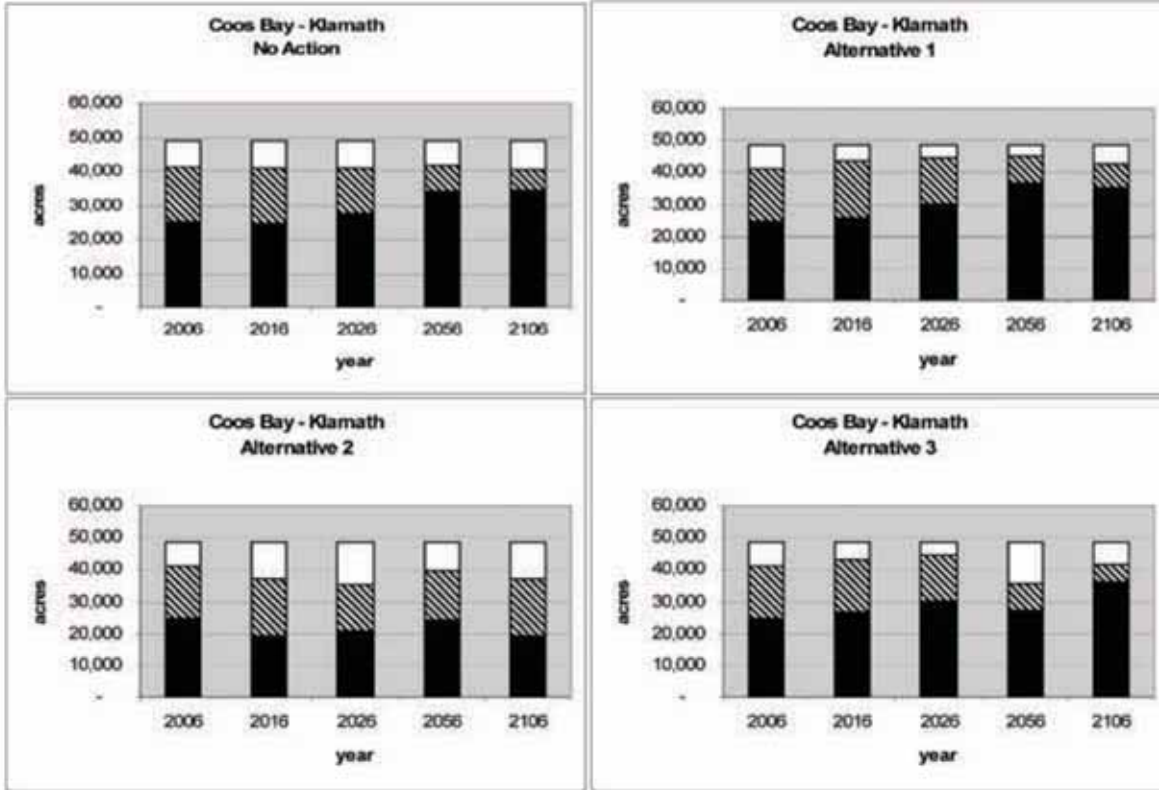 Coos Bay - Klamath
No Action
60,000
50,000
40,000
30,000
20,000
10,000
-
acres
2006 2016 2026 2056 2106
year
Coos Bay - Klamath
Alternative 1
60,000
50,000
40,000
30,000
20,000
10,000
-
acres
2006 2016 2026 2056 2106
year
Coos Bay - Klamath
Alternative 2
60,000
50,000
40,000
30,000
20,000
10,000
-
acres
2006 2016 2026 2056 2106
year
Coos Bay - Klamath
Alternative 3
60,000
50,000
40,000
30,000
20,000
10,000
-
acres
2006 2016 2026 2056 2106
year